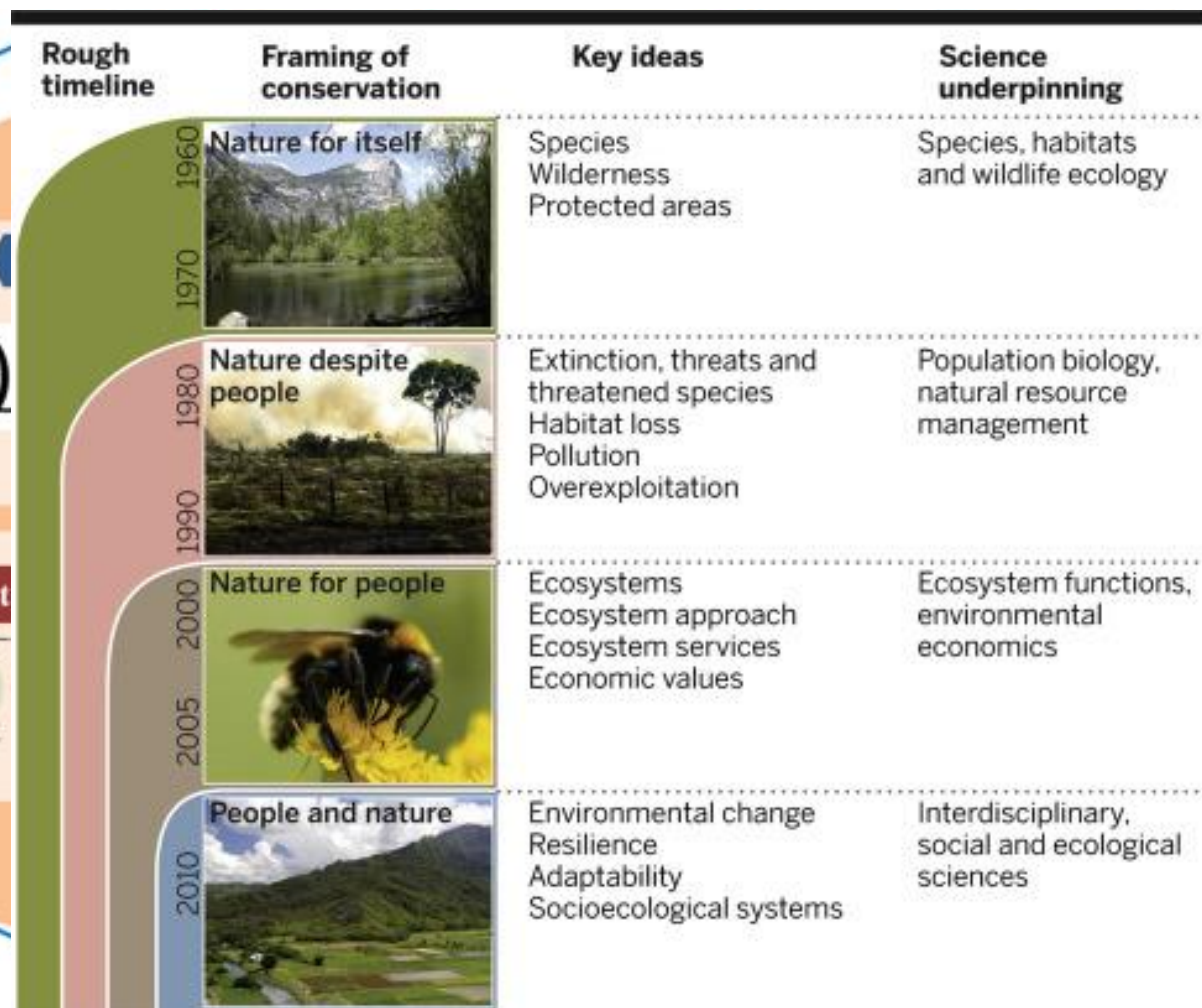 Rough timeline
Framing of conservation
Key ideas
Science underpinning
1960
1970
Nature for itself
Species
Wilderness
Protected areas
Species, habitats
and wildlife ecology
1980
1990
Nature despite
people
Extinction, threats and
threatened species
Habitat loss
Pollution
Overexploitation
Population biology,
natural resource
management
2000
2005
Nature for people
Ecosystems
Ecosystem approach
Ecosystem services
Economic values
Ecosystem functions,
environmental
economics
2010
People and nature
Environmental change
Resilience
Adaptability
Socioecological systems
Interdisciplinary,
social and ecological
sciences